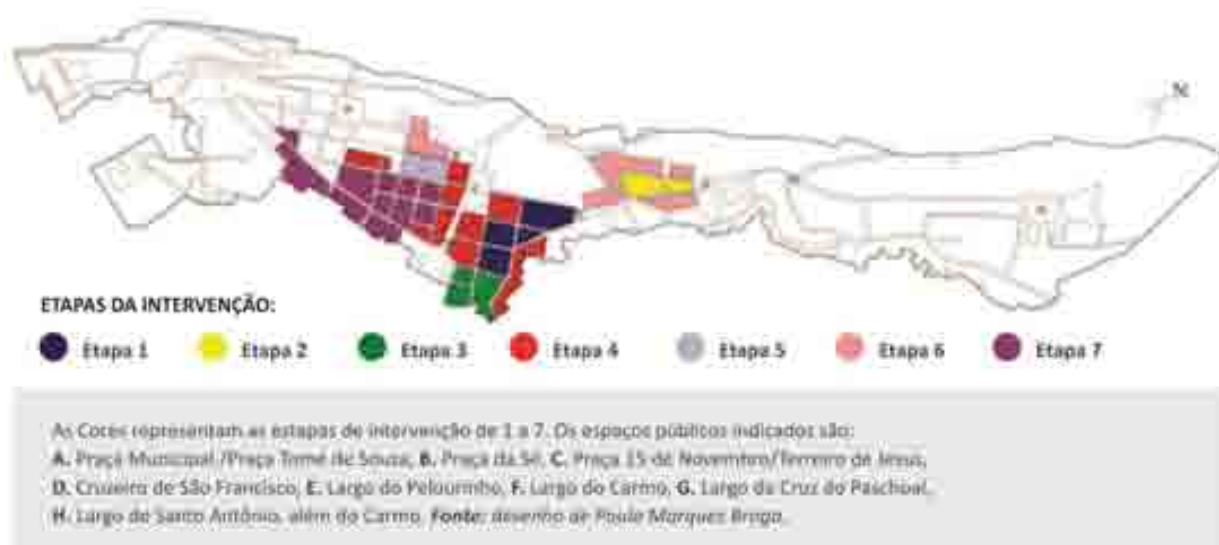 N
ETAPAS DA INTERVENÇÃO:
Etapa 1 Etapa 2 Etapa 3 Etapa 4 Etapa 5 Etapa 6 Etapa 7
As Cores representam as estapas de intervenção de 1 a 7. Os espaços públicos indicados são:
A. Praça Municipal /Praça Tomé de Souza, B. Praça da Sé, C. Praça 15 de Novembro/Terreiro de Jesus,
D. Cruzeiro de São Francisco, E. Largo do Pelourinho, F. Largo do Carmo, G. Largo da Cruz do Paschoal,
H. Largo do Santo Antônio, além do Carmo. Fonte: desenho de Paula Marques Braga.